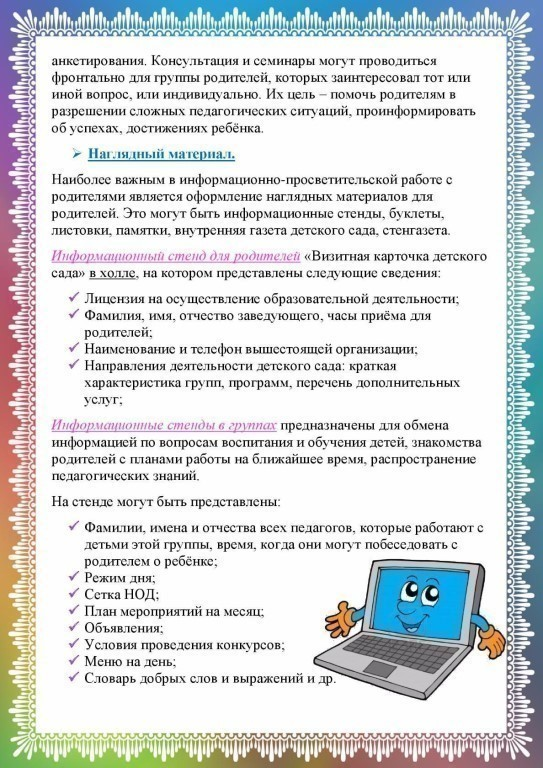 анкетирования. Консультация и семинары могут проводиться
фронтально для группы родителей, которых заинтересовал тот или
иной вопрос, или индивидуально. Их цель – помочь родителям в
разрешении сложных педагогических ситуаций, проинформировать
об успехах, достижениях ребёнка.
➢ Наглядный материал.
Наиболее важным в информационно-просветительской работе с
родителями является оформление наглядных материалов для
родителей. Это могут быть информационные стенды, буклеты,
листовки, памятки, внутренняя газета детского сада, стенгазета.
Информационный стенд для родителей «Визитная карточка детского
сада» в холле, на котором представлены следующие сведения:
✓ Лицензия на осуществление образовательной деятельности;
✓ Фамилия, имя, отчество заведующего, часы приёма для
родителей;
✓ Наименование и телефон вышестоящей организации;
✓ Направления деятельности детского сада: краткая
характеристика групп, программ, перечень дополнительных
услуг;
Информационные стенды в группах предназначены для обмена
информацией по вопросам воспитания и обучения детей, знакомства
родителей с планами работы на ближайшее время, распространение
педагогических знаний.
На стенде могут быть представлены:
✓ Фамилии, имена и отчества всех педагогов, которые работают с
детьми этой группы, время, когда они могут побеседовать с
родителем о ребёнке;
✓ Режим дня;
✓ Сетка НОД;
✓ План мероприятий на месяц;
✓ Объявления;
✓ Условия проведения конкурсов;
✓ Меню на день;
✓ Словарь добрых слов и выражений и др.